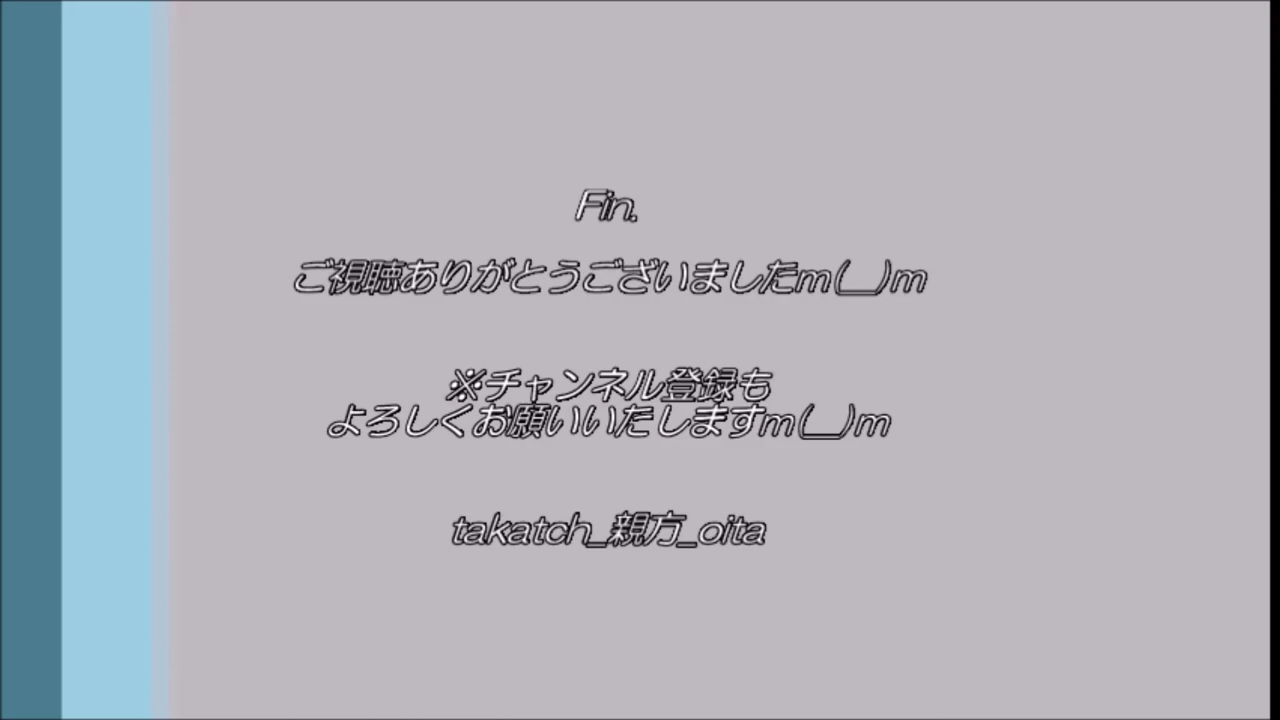 Fin.
ご視聴ありがとうございましたm(__)m
※チャンネル登録も
よろしくお願いいたしますm(__)m
takatch_親方_oita